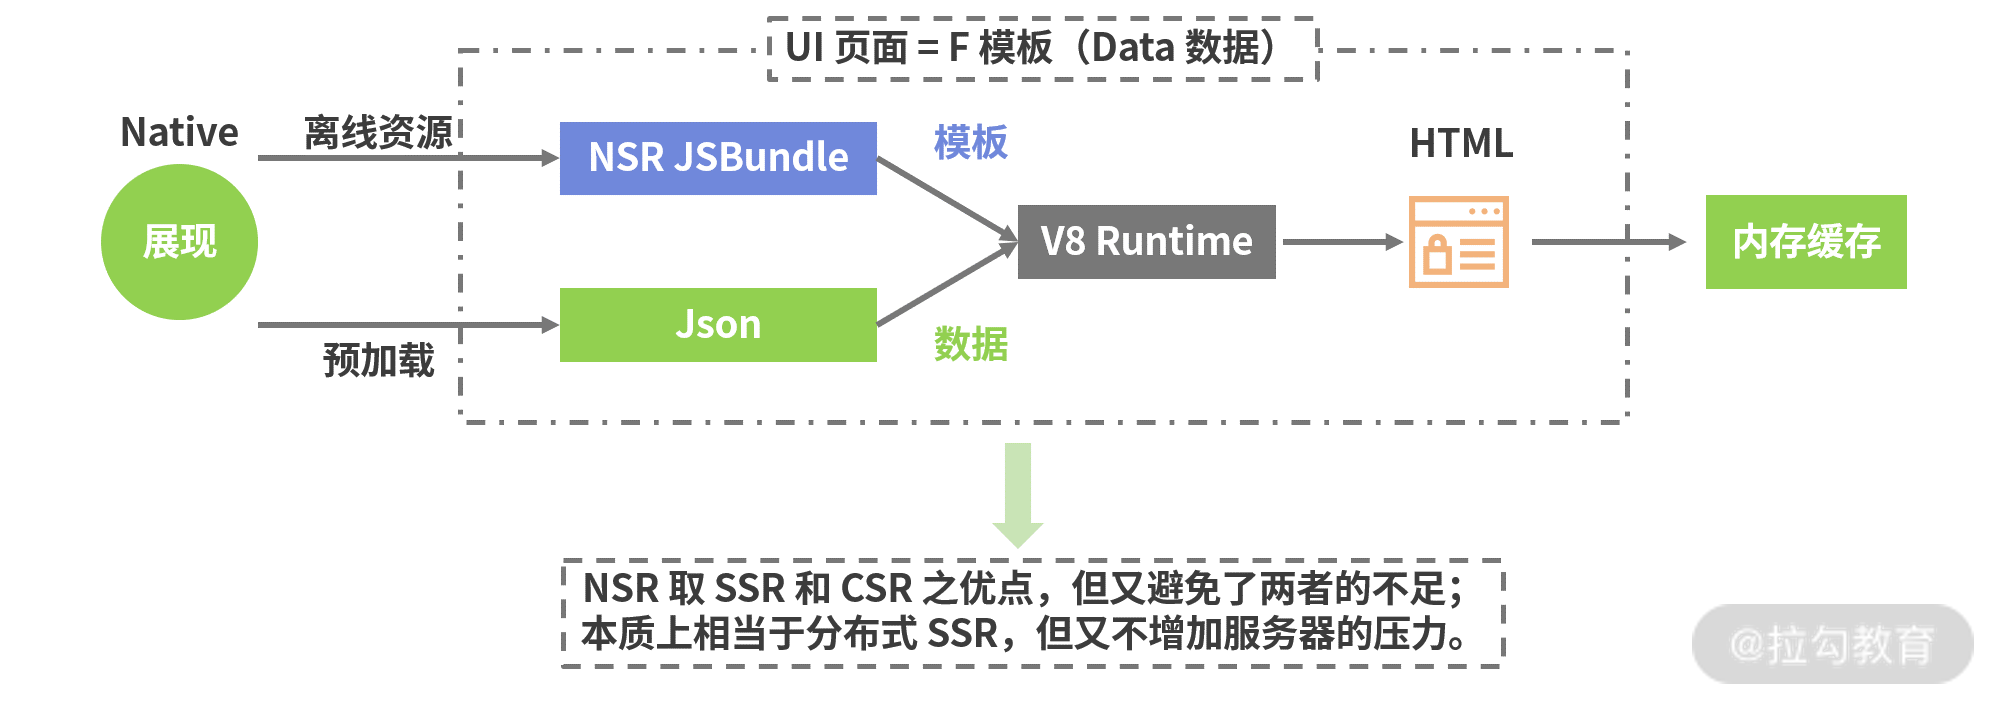 UI 页面 = F 模板（Data 数据）
Native
离线资源
NSR JSBundle
模板
HTML
展现
V8 Runtime
内存缓存
Json
数据
预加载
NSR 取 SSR 和 CSR 之优点，但又避免了两者的不足；
本质上相当于分布式 SSR，但又不增加服务器的压力。
@拉勾教育